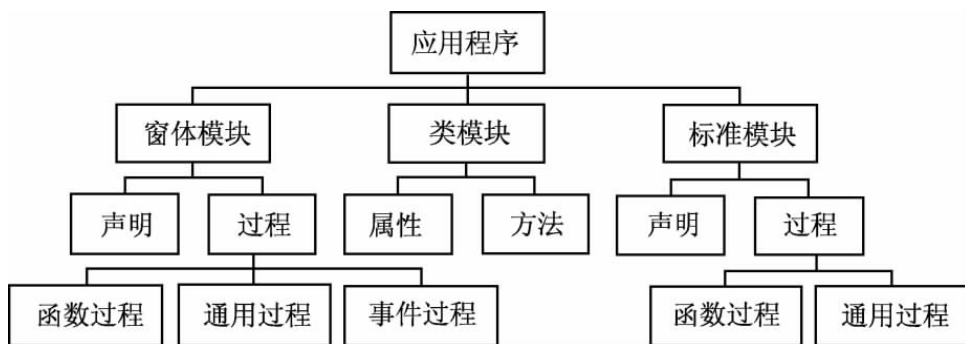 应用程序
窗体模块
类模块
标准模块
声明
过程
属性
方法
声明
过程
函数过程
通用过程
事件过程
函数过程
通用过程